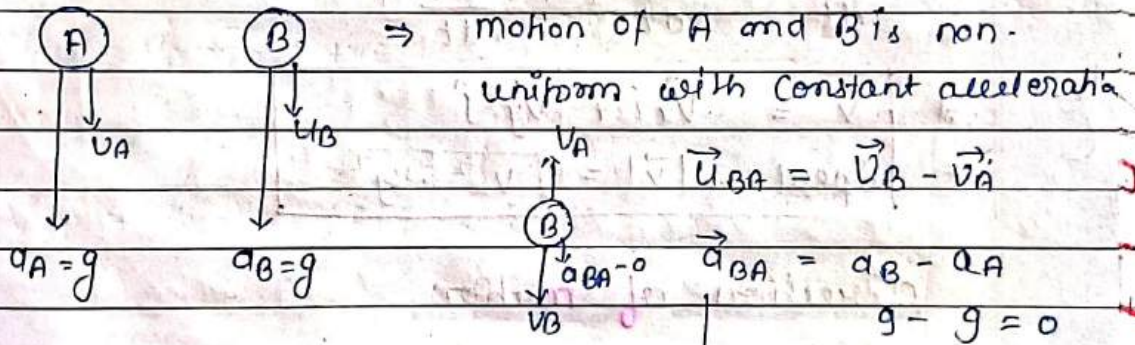 A B ⇒ motion of A and B is non-
uniform with Constant acceleratia
UA UB VA
u⃗BA = V⃗B - V⃗A
B
aA = g aB = g aBA-0 a⃗BA = aB - aA
VB g - g = 0